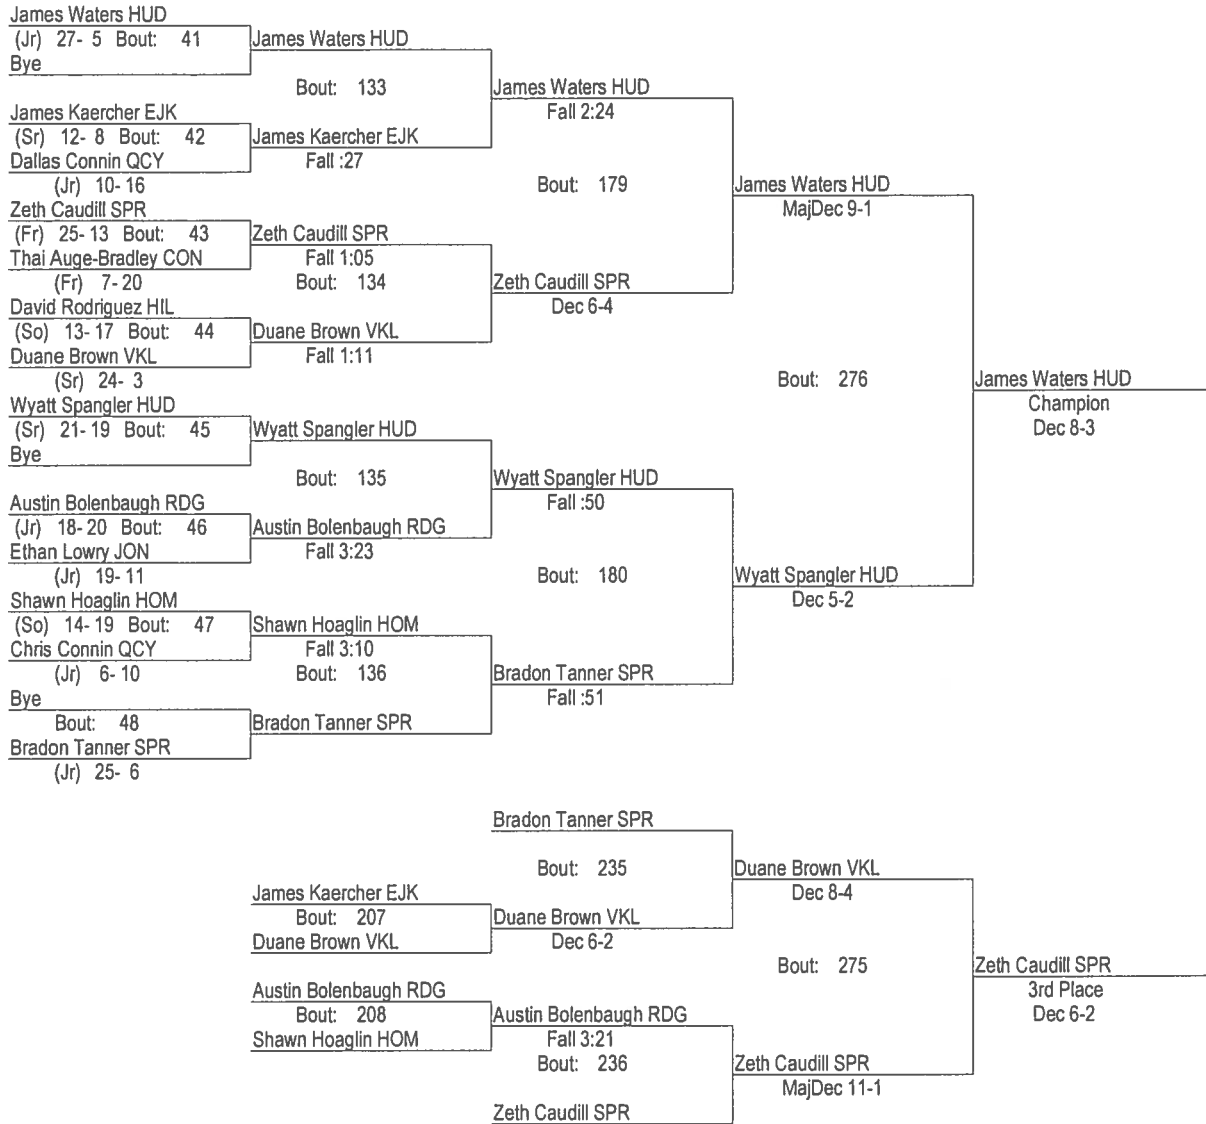 James Waters HUD
(Jr) 27- 5 Bout: 41 James Waters HUD
Bye
Bout: 133 James Waters HUD
James Kaercher EJK Fall 2:24
(Sr) 12- 8 Bout: 42 James Kaercher EJK
Dallas Connin QCY Fall :27
(Jr) 10- 16 Bout: 179 James Waters HUD
Zeth Caudill SPR MajDec 9-1
(Fr) 25- 13 Bout: 43 Zeth Caudill SPR
Thai Auge-Bradley CON Fall 1:05
(Fr) 7- 20 Bout: 134 Zeth Caudill SPR
David Rodriguez HIL Dec 6-4
(So) 13- 17 Bout: 44 Duane Brown VKL
Duane Brown VKL Fall 1:11
(Sr) 24- 3 Bout: 276 James Waters HUD
Wyatt Spangler HUD Champion
(Sr) 21- 19 Bout: 45 Wyatt Spangler HUD Dec 8-3
Bye
Bout: 135 Wyatt Spangler HUD
Austin Bolenbaugh RDG Fall :50
(Jr) 18- 20 Bout: 46 Austin Bolenbaugh RDG
Ethan Lowry JON Fall 3:23
(Jr) 19- 11 Bout: 180 Wyatt Spangler HUD
Shawn Hoaglin HOM Dec 5-2
(So) 14- 19 Bout: 47 Shawn Hoaglin HOM
Chris Connin QCY Fall 3:10
(Jr) 6- 10 Bout: 136 Bradon Tanner SPR
Bye Fall :51
Bout: 48 Bradon Tanner SPR
Bradon Tanner SPR
(Jr) 25- 6
Bradon Tanner SPR
Bout: 235 Duane Brown VKL
James Kaercher EJK Dec 8-4
Bout: 207 Duane Brown VKL
Duane Brown VKL Dec 6-2
Bout: 275 Zeth Caudill SPR
Austin Bolenbaugh RDG 3rd Place
Bout: 208 Austin Bolenbaugh RDG Dec 6-2
Shawn Hoaglin HOM Fall 3:21
Bout: 236 Zeth Caudill SPR
MajDec 11-1
Zeth Caudill SPR